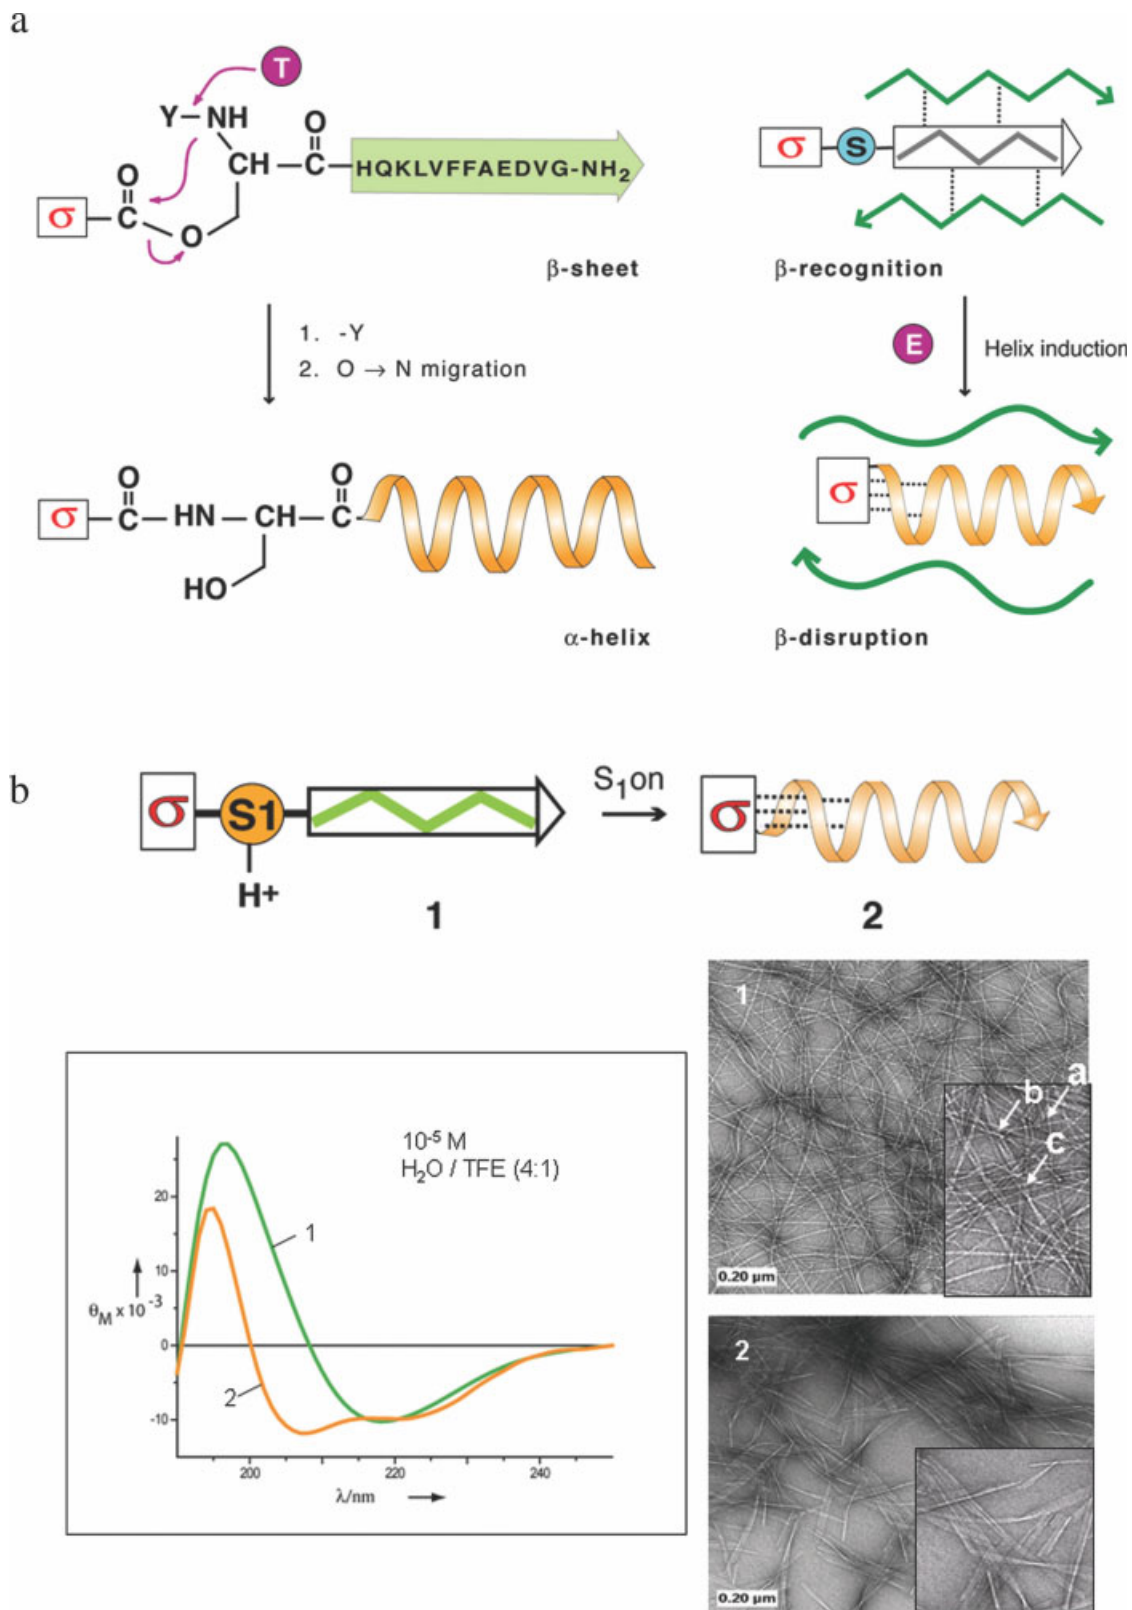 a
T
Y-NH
O
CH
C
HQKLVFFAEDVG-NH₂
O
σ
C
O
β-sheet
1. -Y
2. O → N migration
O
O
σ
C
HN
CH
C
HO
α-helix
σ
S
β-recognition
E
Helix induction
σ
β-disruption
b
σ
S1
H+
1
S₁on
σ
2
10⁻⁵ M
H₂O / TFE (4:1)
20
10
0
-10
θM x 10⁻³
1
2
200
220
240
λ/nm
1
a
b
c
0.20 µm
2
0.20 µm